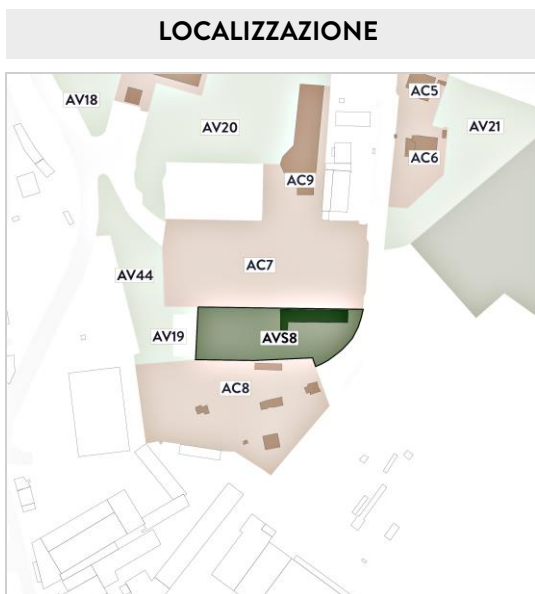 LOCALIZZAZIONE
AV18
AC5
AV20
AV21
AC6
AC9
AC7
AV44
AV19
AVS8
AC8